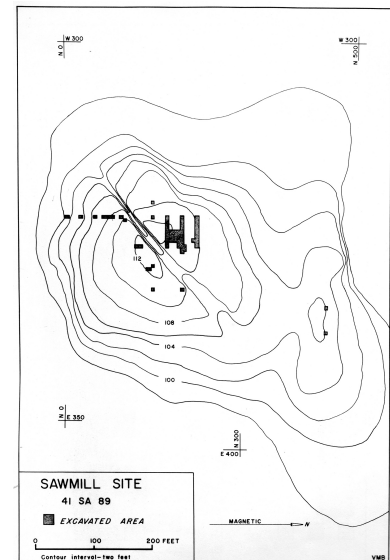 W 300
N 0
W 300
N 500
112
108
104
100
N 0
E 350
N 300
E 400
SAWMILL SITE
41 SA 89
EXCAVATED AREA
0 100 200 FEET
Contour interval-two feet
MAGNETIC N
VMB